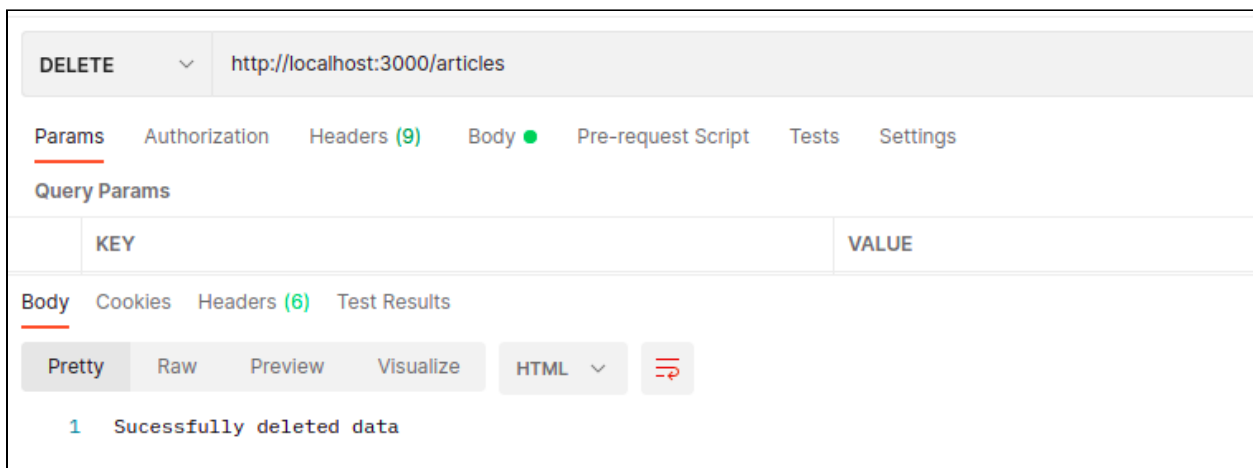 DELETE http://localhost:3000/articles
Params Authorization Headers (9) Body Pre-request Script Tests Settings
Query Params
KEY VALUE
Body Cookies Headers (6) Test Results
Pretty Raw Preview Visualize HTML
1 Sucessfully deleted data